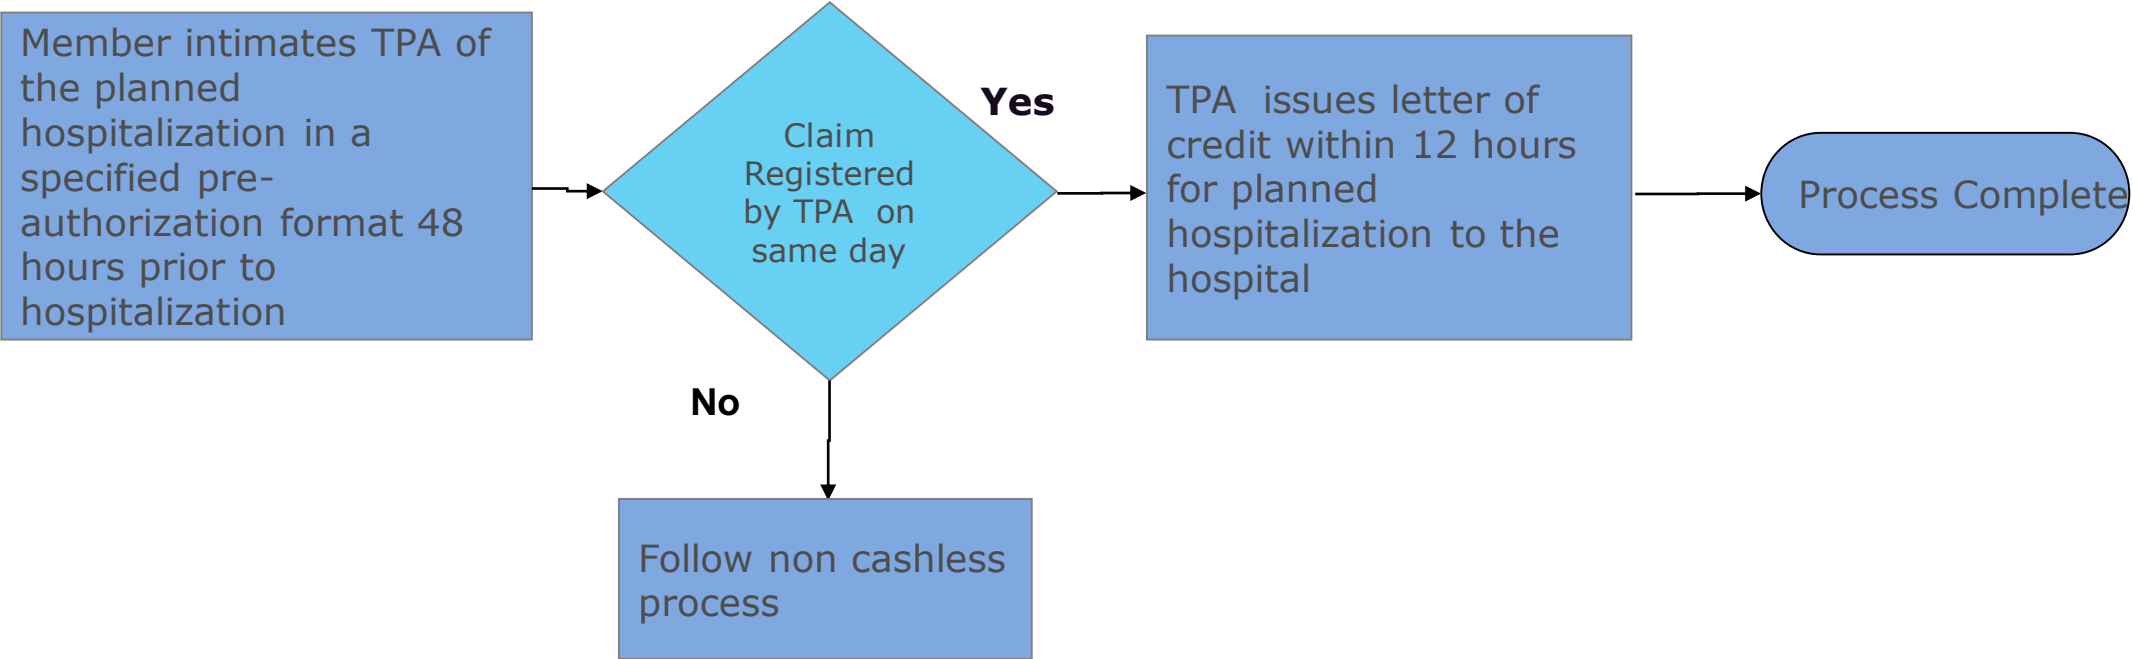 Member intimates TPA of
the planned
hospitalization in a
specified pre-
authorization format 48
hours prior to
hospitalization
Claim
Registered
by TPA on
same day
Yes
TPA issues letter of
credit within 12 hours
for planned
hospitalization to the
hospital
Process Complete
No
Follow non cashless
process